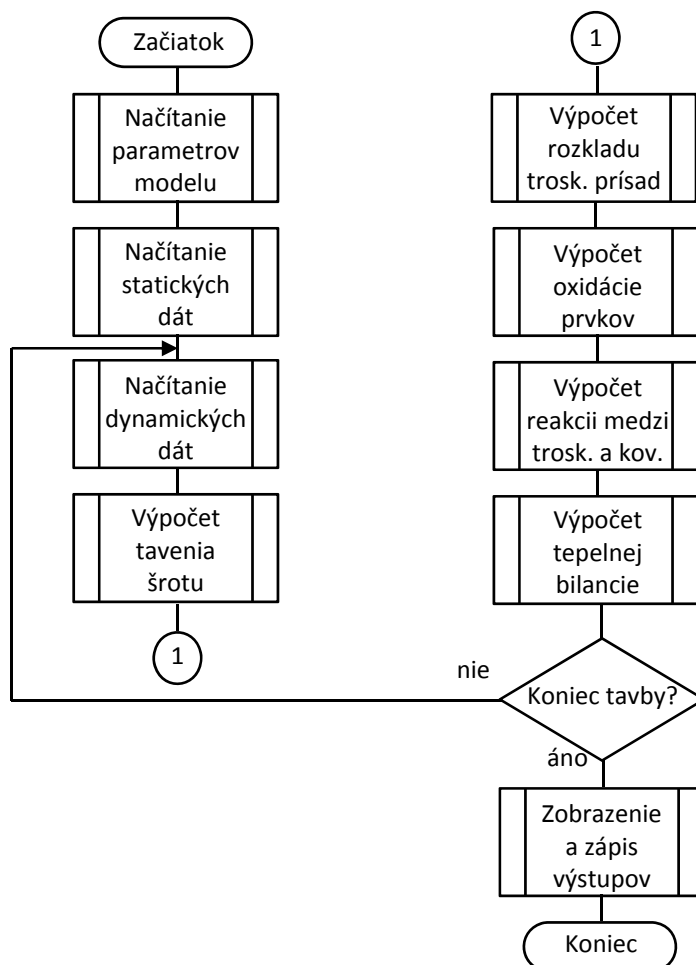 Začiatok
Načítanie
parametrov
modelu
Načítanie
statických
dát
Načítanie
dynamických
dát
Výpočet
tavenia
šrotu
1
1
Výpočet
rozkladu
trosk. prísad
Výpočet
oxidácie
prvkov
Výpočet
reakcii medzi
trosk. a kov.
Výpočet
tepelnej
bilancie
nie
Koniec tavby?
áno
Zobrazenie
a zápis
výstupov
Koniec